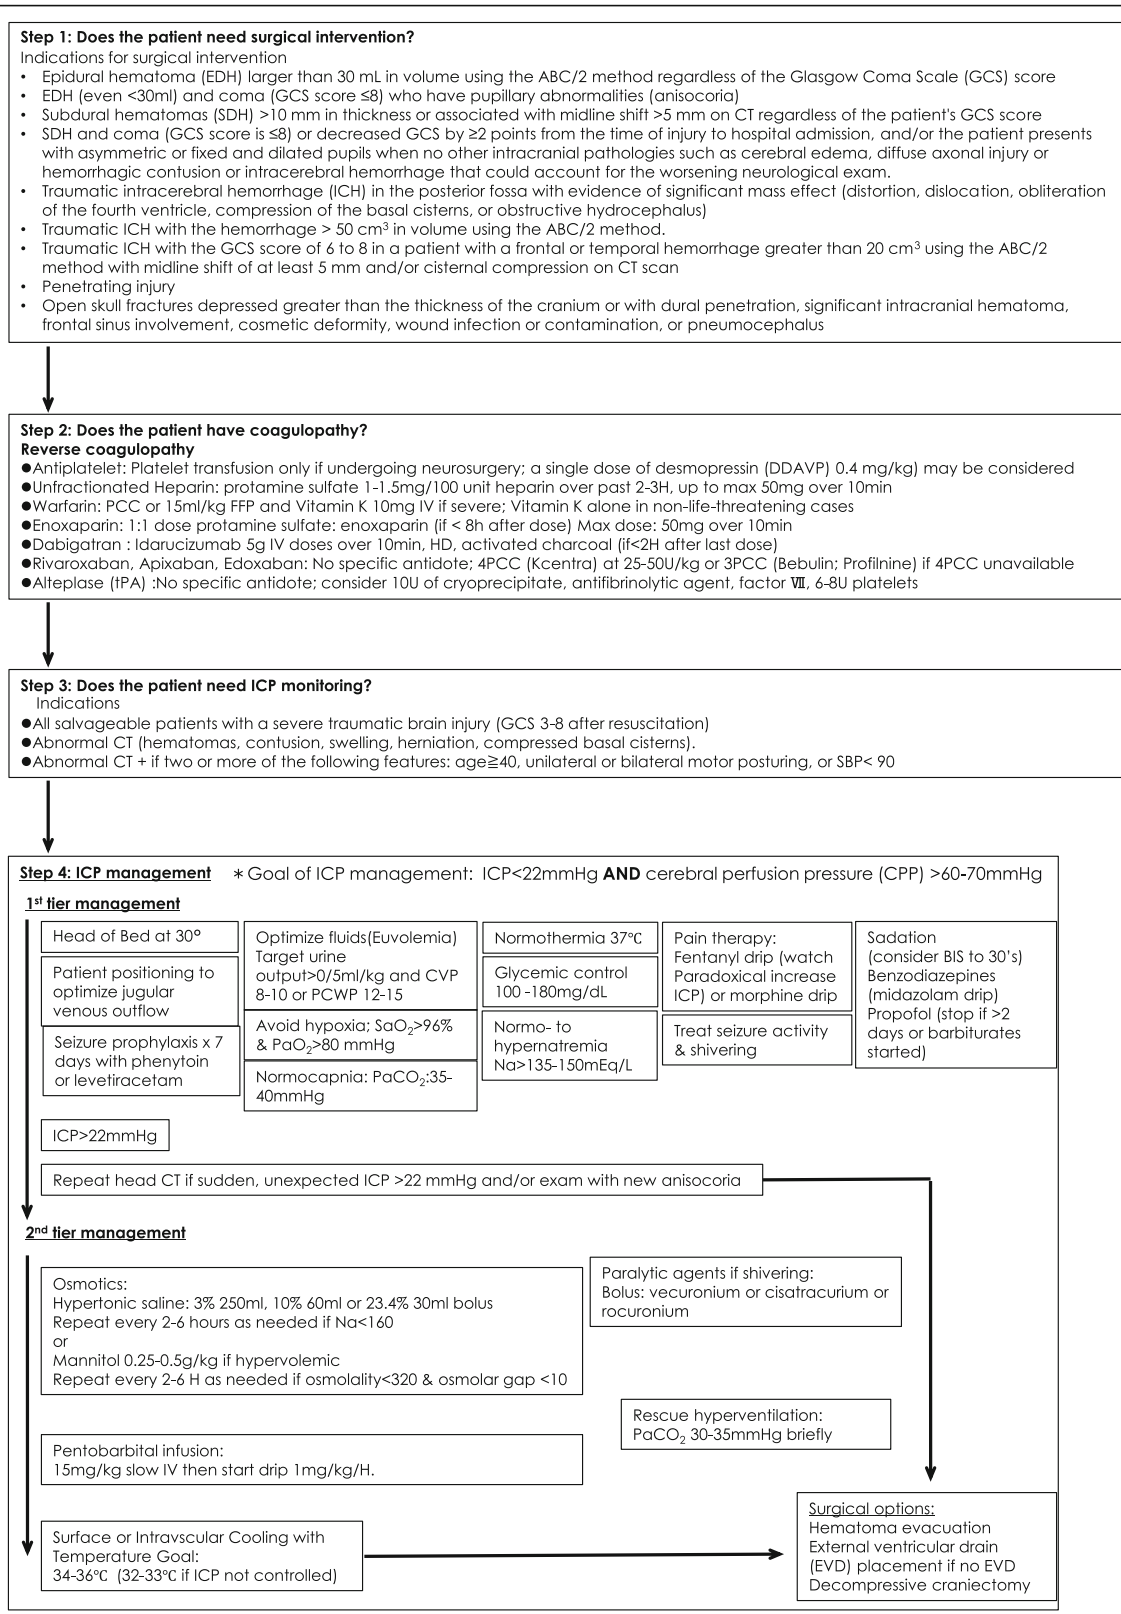 Step 1: Does the patient need surgical intervention?
Indications for surgical intervention
• Epidural hematoma (EDH) larger than 30 mL in volume using the ABC/2 method regardless of the Glasgow Coma Scale (GCS) score
• EDH (even <30ml) and coma (GCS score ≤8) who have pupillary abnormalities (anisocoria)
• Subdural hematomas (SDH) >10 mm in thickness or associated with midline shift >5 mm on CT regardless of the patient's GCS score
• SDH and coma (GCS score is ≤8) or decreased GCS by ≥2 points from the time of injury to hospital admission, and/or the patient presents
with asymmetric or fixed and dilated pupils when no other intracranial pathologies such as cerebral edema, diffuse axonal injury or
hemorrhagic contusion or intracerebral hemorrhage that could account for the worsening neurological exam.
• Traumatic intracerebral hemorrhage (ICH) in the posterior fossa with evidence of significant mass effect (distortion, dislocation, obliteration
of the fourth ventricle, compression of the basal cisterns, or obstructive hydrocephalus)
• Traumatic ICH with the hemorrhage > 50 cm³ in volume using the ABC/2 method.
• Traumatic ICH with the GCS score of 6 to 8 in a patient with a frontal or temporal hemorrhage greater than 20 cm³ using the ABC/2
method with midline shift of at least 5 mm and/or cisternal compression on CT scan
• Penetrating injury
• Open skull fractures depressed greater than the thickness of the cranium or with dural penetration, significant intracranial hematoma,
frontal sinus involvement, cosmetic deformity, wound infection or contamination, or pneumocephalus
Step 2: Does the patient have coagulopathy?
Reverse coagulopathy
●Antiplatelet: Platelet transfusion only if undergoing neurosurgery; a single dose of desmopressin (DDAVP) 0.4 mg/kg) may be considered
●Unfractionated Heparin: protamine sulfate 1-1.5mg/100 unit heparin over past 2-3H, up to max 50mg over 10min
●Warfarin: PCC or 15ml/kg FFP and Vitamin K 10mg IV if severe; Vitamin K alone in non-life-threatening cases
●Enoxaparin: 1:1 dose protamine sulfate: enoxaparin (if < 8h after dose) Max dose: 50mg over 10min
●Dabigatran : Idarucizumab 5g IV doses over 10min, HD, activated charcoal (if<2H after last dose)
●Rivaroxaban, Apixaban, Edoxaban: No specific antidote; 4PCC (Kcentra) at 25-50U/kg or 3PCC (Bebulin; Profilnine) if 4PCC unavailable
●Alteplase (tPA) :No specific antidote; consider 10U of cryoprecipitate, antifibrinolytic agent, factor Ⅶ, 6-8U platelets
Step 3: Does the patient need ICP monitoring?
Indications
●All salvageable patients with a severe traumatic brain injury (GCS 3-8 after resuscitation)
●Abnormal CT (hematomas, contusion, swelling, herniation, compressed basal cisterns).
●Abnormal CT + if two or more of the following features: age≧40, unilateral or bilateral motor posturing, or SBP< 90
Step 4: ICP management ＊Goal of ICP management: ICP<22mmHg AND cerebral perfusion pressure (CPP) >60-70mmHg
1st tier management
Head of Bed at 30°
Patient positioning to
optimize jugular
venous outflow
Seizure prophylaxis x 7
days with phenytoin
or levetiracetam
Optimize fluids(Euvolemia)
Target urine
output>0/5ml/kg and CVP
8-10 or PCWP 12-15
Avoid hypoxia; SaO₂>96%
& PaO₂>80 mmHg
Normocapnia: PaCO₂:35-
40mmHg
Normothermia 37℃
Glycemic control
100 -180mg/dL
Normo- to
hypernatremia
Na>135-150mEq/L
Pain therapy:
Fentanyl drip (watch
Paradoxical increase
ICP) or morphine drip
Treat seizure activity
& shivering
Sadation
(consider BIS to 30's)
Benzodiazepines
(midazolam drip)
Propofol (stop if >2
days or barbiturates
started)
ICP>22mmHg
Repeat head CT if sudden, unexpected ICP >22 mmHg and/or exam with new anisocoria
2nd tier management
Osmotics:
Hypertonic saline: 3% 250ml, 10% 60ml or 23.4% 30ml bolus
Repeat every 2-6 hours as needed if Na<160
or
Mannitol 0.25-0.5g/kg if hypervolemic
Repeat every 2-6 H as needed if osmolality<320 & osmolar gap <10
Paralytic agents if shivering:
Bolus: vecuronium or cisatracurium or
rocuronium
Rescue hyperventilation:
PaCO₂ 30-35mmHg briefly
Pentobarbital infusion:
15mg/kg slow IV then start drip 1mg/kg/H.
Surface or Intravscular Cooling with
Temperature Goal:
34-36℃ (32-33℃ if ICP not controlled)
Surgical options:
Hematoma evacuation
External ventricular drain
(EVD) placement if no EVD
Decompressive craniectomy